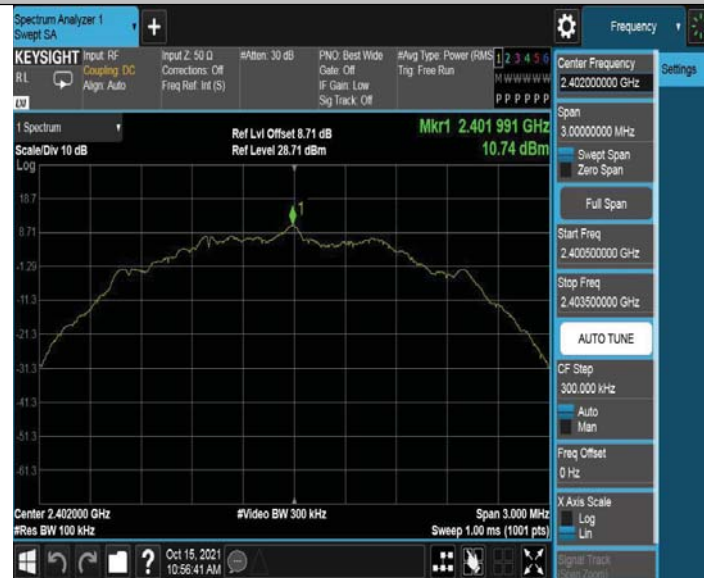 Spectrum Analyzer 1
Swept SA
+
Frequency
KEYSIGHT
RL
LXI
Input: RF
Coupling: DC
Align: Auto
Input Z: 50 Ω
Corrections: Off
Freq Ref: Int (S)
#Atten: 30 dB
PNO: Best Wide
Gate: Off
IF Gain: Low
Sig Track: Off
#Avg Type: Power (RMS
Trig: Free Run
1 2 3 4 5 6
M W W W W W
P P P P P P
Center Frequency
2.402000000 GHz
Settings
Span
3.00000000 MHz
Swept Span
Zero Span
Full Span
Start Freq
2.400500000 GHz
Stop Freq
2.403500000 GHz
AUTO TUNE
CF Step
300.000 kHz
Auto
Man
Freq Offset
0 Hz
X Axis Scale
Log
Lin
Signal Track
(Span Zoom)
1 Spectrum
Scale/Div 10 dB
Ref Lvl Offset 8.71 dB
Ref Level 28.71 dBm
Mkr1 2.401 991 GHz
10.74 dBm
Log
18.7
8.71
-1.29
-11.3
-21.3
-31.3
-41.3
-51.3
-61.3
1
Center 2.402000 GHz
#Res BW 100 kHz
#Video BW 300 kHz
Span 3.000 MHz
Sweep 1.00 ms (1001 pts)
?
Oct 15, 2021
10:56:41 AM